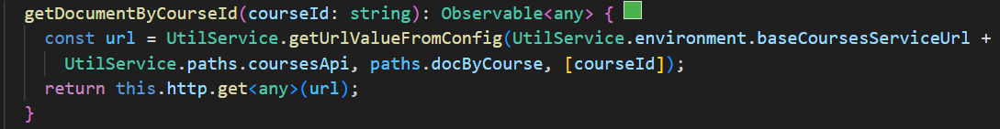 getDocumentByCourseId(courseId: string): Observable<any> {
const url = UtilService.getUrlValueFromConfig(UtilService.environment.baseCoursesServiceUrl +
UtilService.paths.coursesApi, paths.docByCourse, [courseId]);
return this.http.get<any>(url);
}